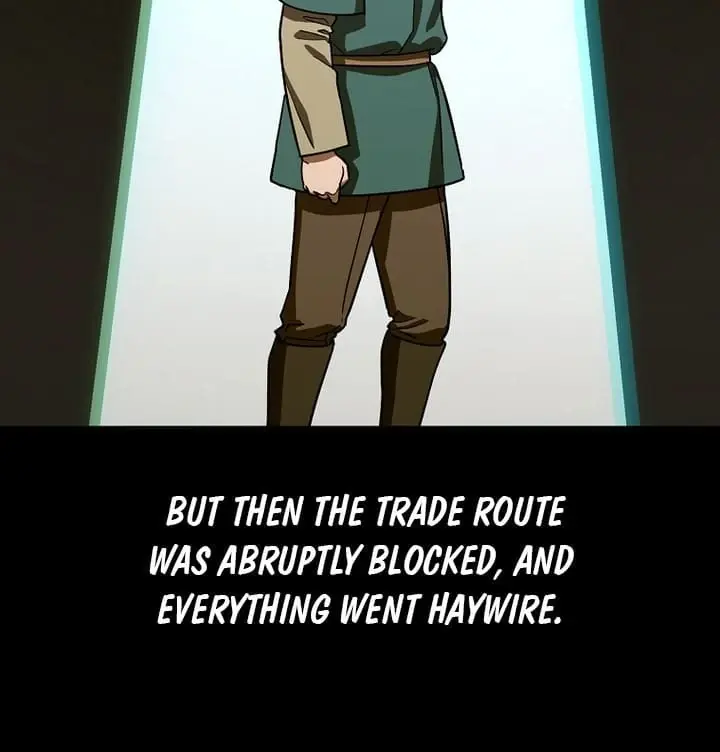 BUT THEN THE TRADE ROUTE
WAS ABRUPTLY BLOCKED, AND
EVERYTHING WENT HAYWIRE.